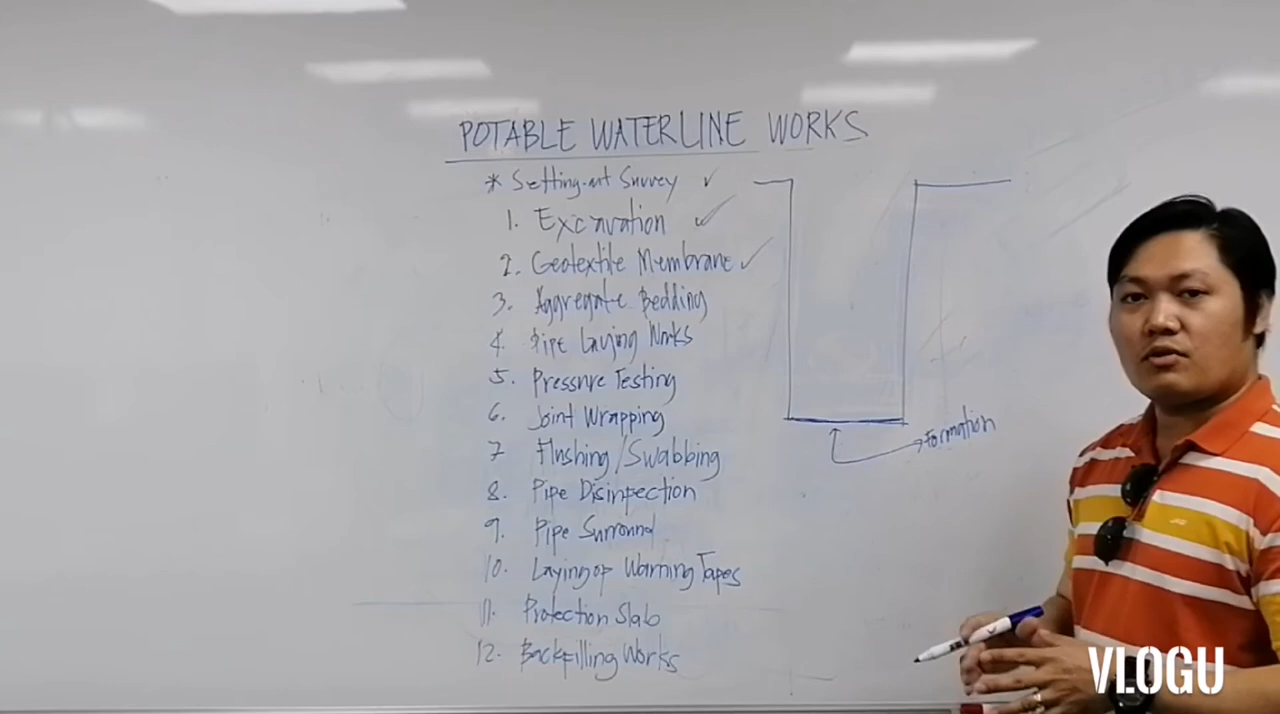 POTABLE WATERLINE WORKS
* Setting-out Survey ✓
1. Excavation ✓
2. Geotextile Membrane ✓
3. Aggregate Bedding
4. Pipe Laying Works
5. Pressure Testing
6. Joint Wrapping
7 Flushing/Swabbing
8. Pipe Disinfection
9. Pipe Surround
10. Laying of Warning Tapes
11. Protection Slab
12. Backfilling Works
Formation
VLOGU